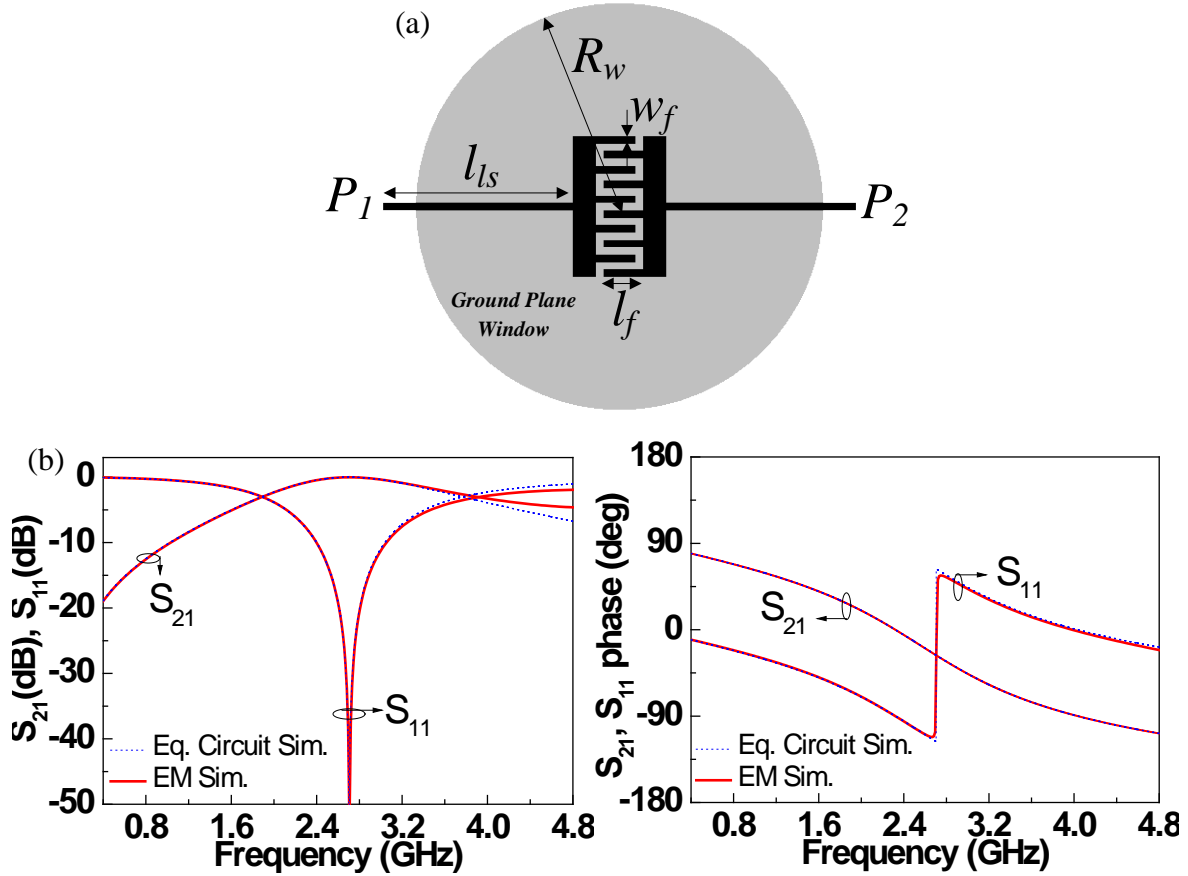 (a)
R_w
w_f
l_ls
P_1
P_2
l_f
Ground Plane
Window
(b)
0
-10
-20
-30
-40
-50
S_21(dB), S_11(dB)
S_21
S_11
Eq. Circuit Sim.
EM Sim.
0.8 1.6 2.4 3.2 4.0 4.8
Frequency (GHz)
180
90
0
-90
-180
S_21, S_11 phase (deg)
S_11
S_21
Eq. Circuit Sim.
EM Sim.
0.8 1.6 2.4 3.2 4.0 4.8
Frequency (GHz)